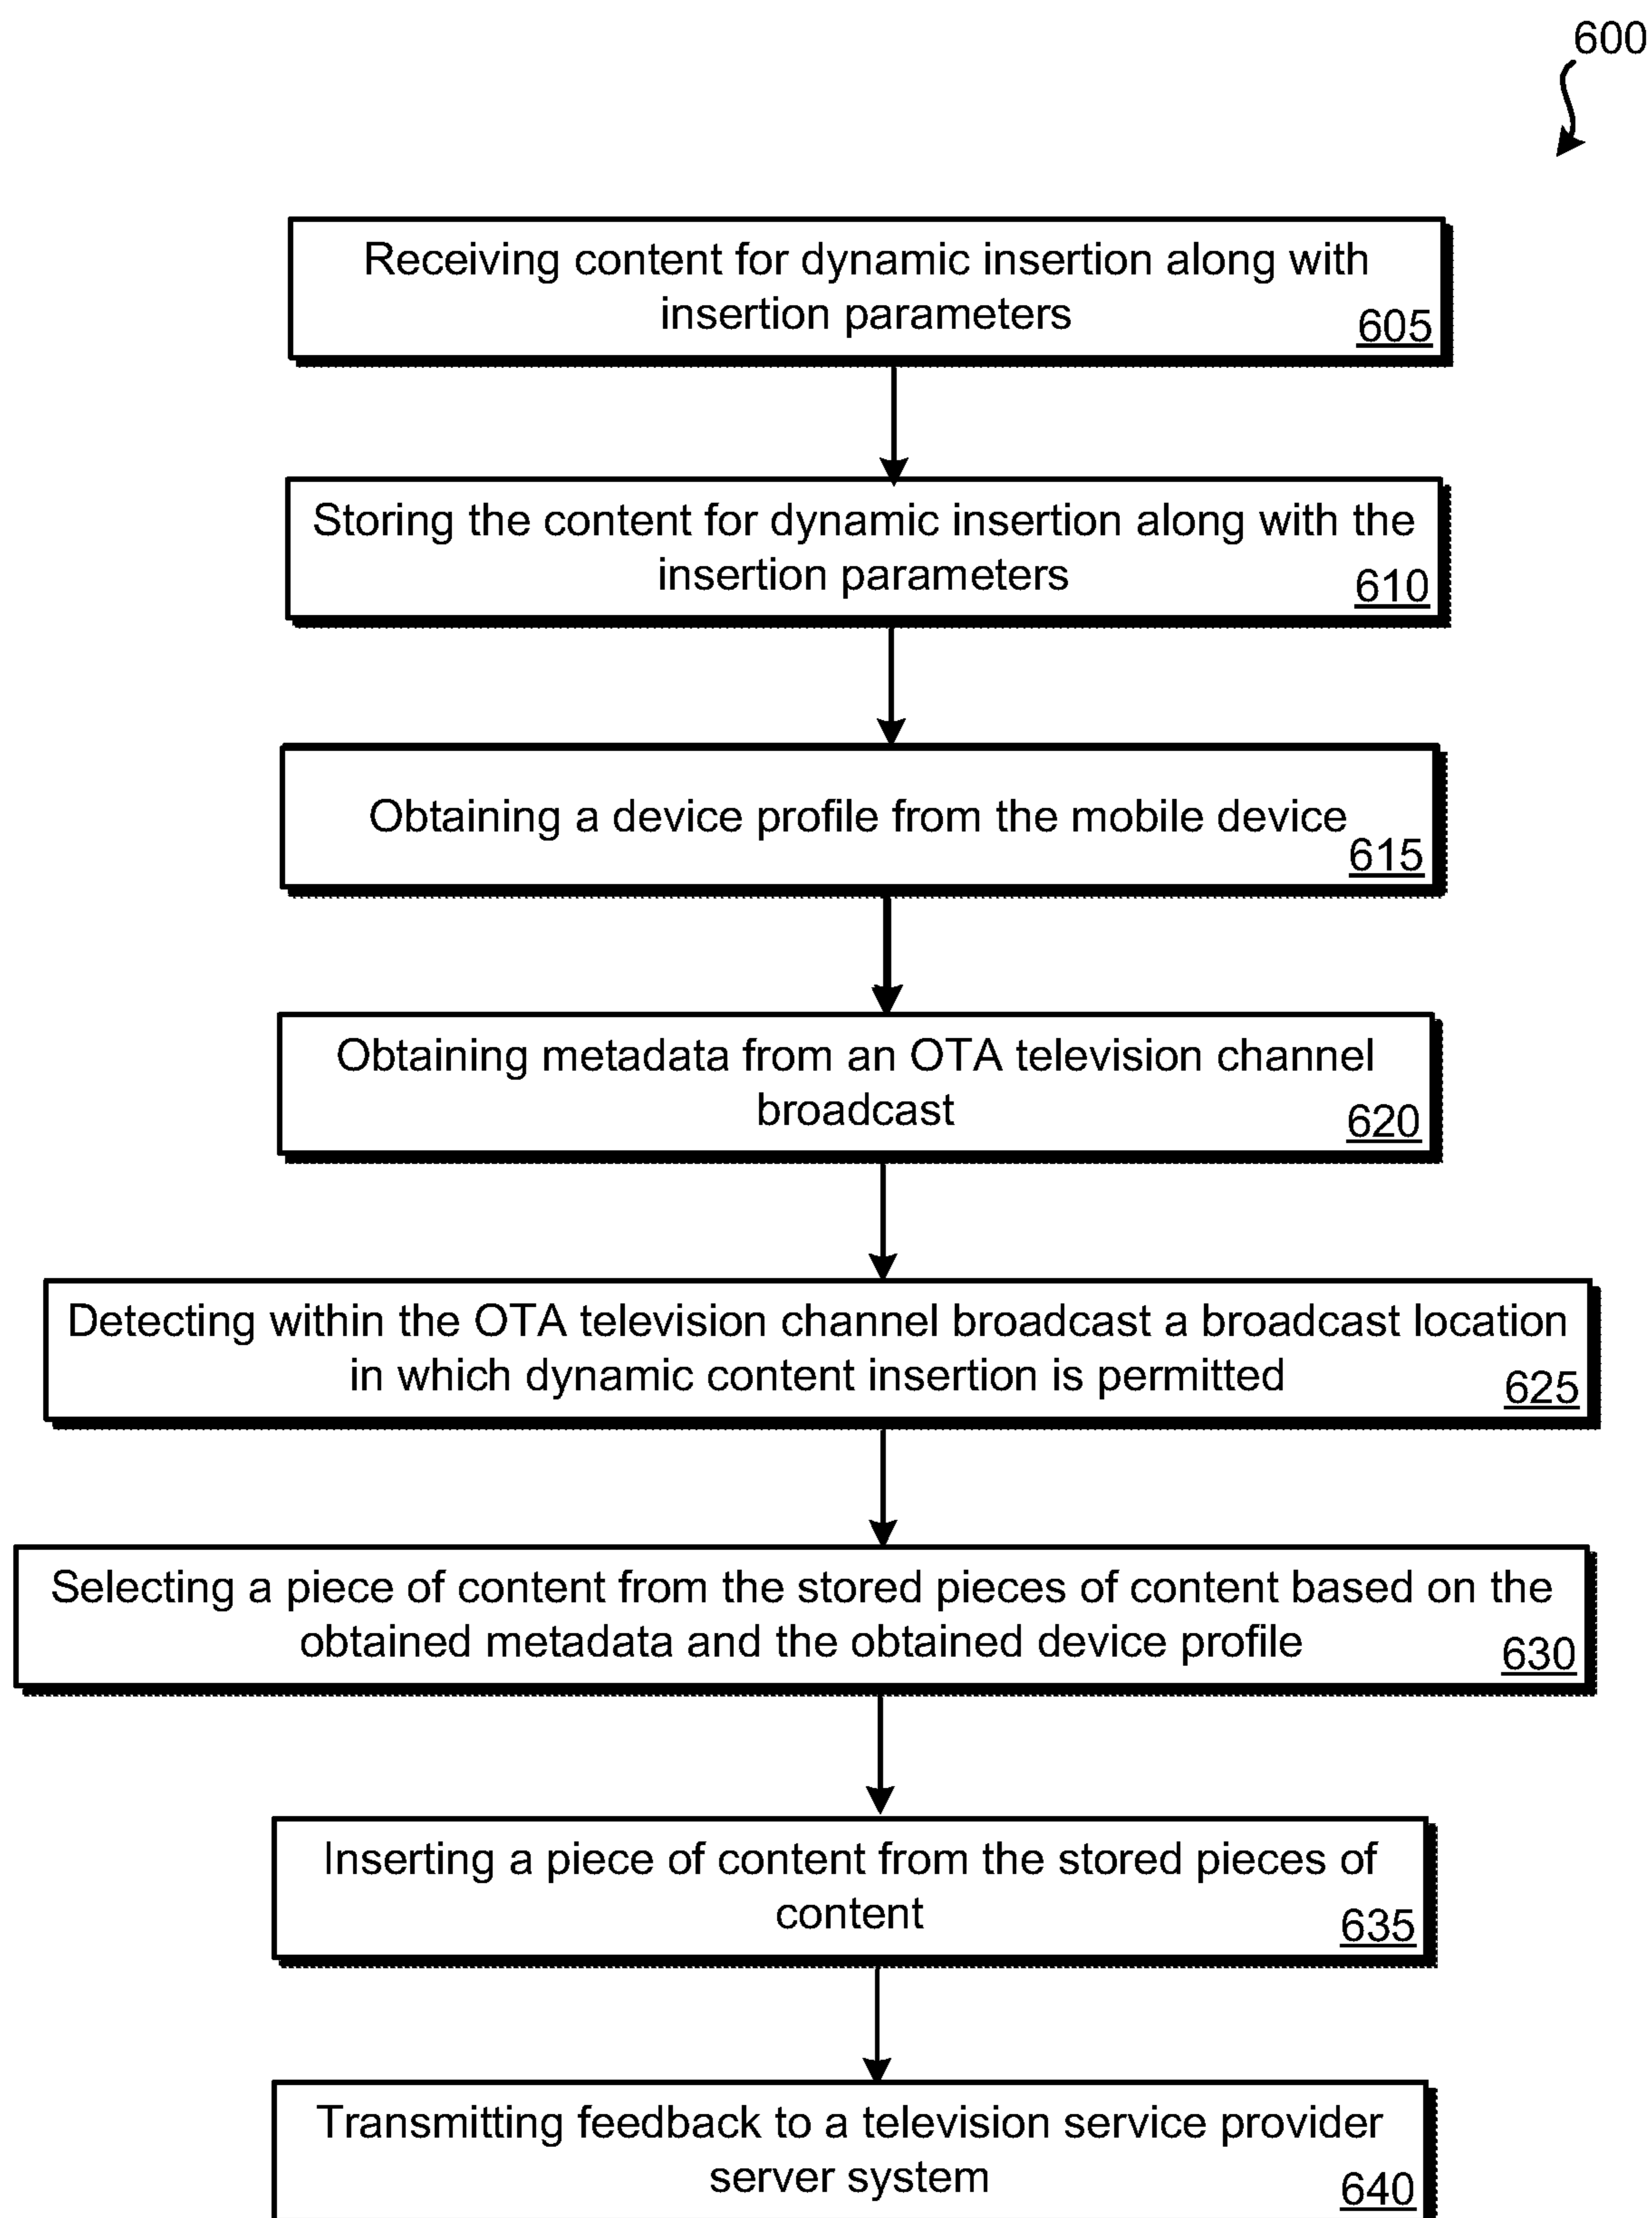 600
Receiving content for dynamic insertion along with
insertion parameters
605
Storing the content for dynamic insertion along with the
insertion parameters
610
Obtaining a device profile from the mobile device
615
Obtaining metadata from an OTA television channel
broadcast
620
Detecting within the OTA television channel broadcast a broadcast location
in which dynamic content insertion is permitted
625
Selecting a piece of content from the stored pieces of content based on the
obtained metadata and the obtained device profile
630
Inserting a piece of content from the stored pieces of
content
635
Transmitting feedback to a television service provider
server system
640